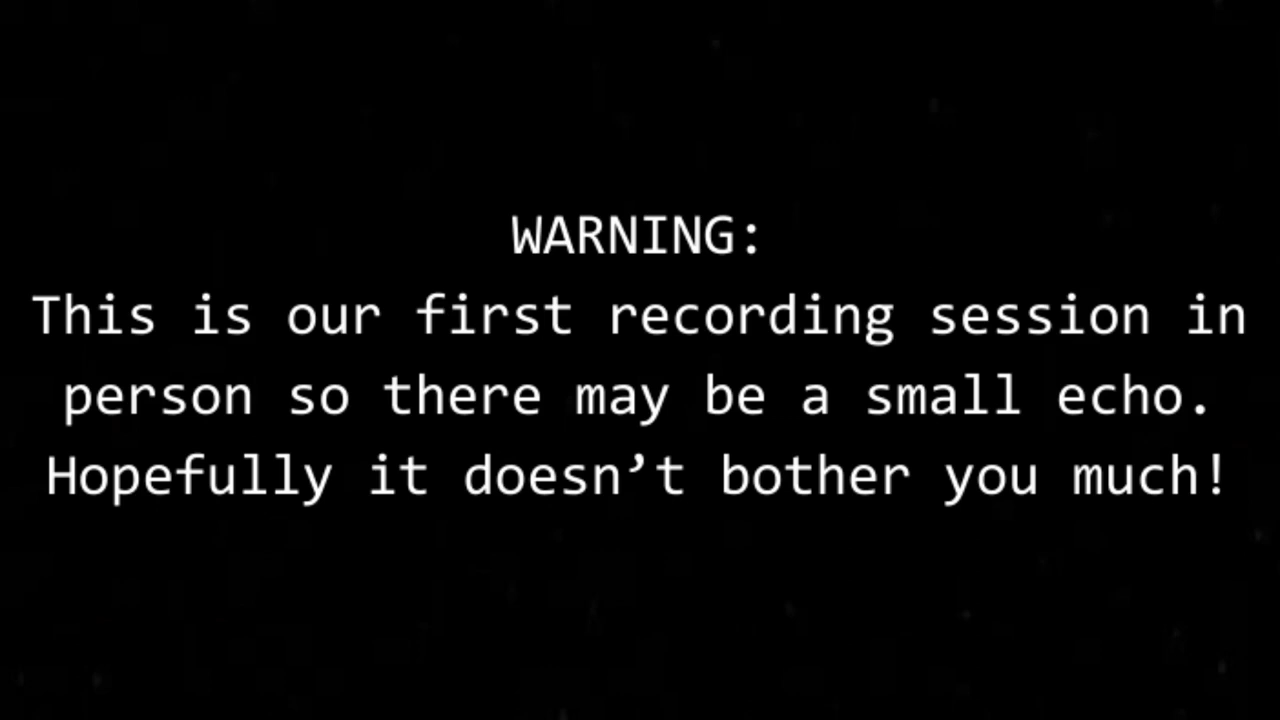 WARNING:
This is our first recording session in
person so there may be a small echo.
Hopefully it doesn’t bother you much!